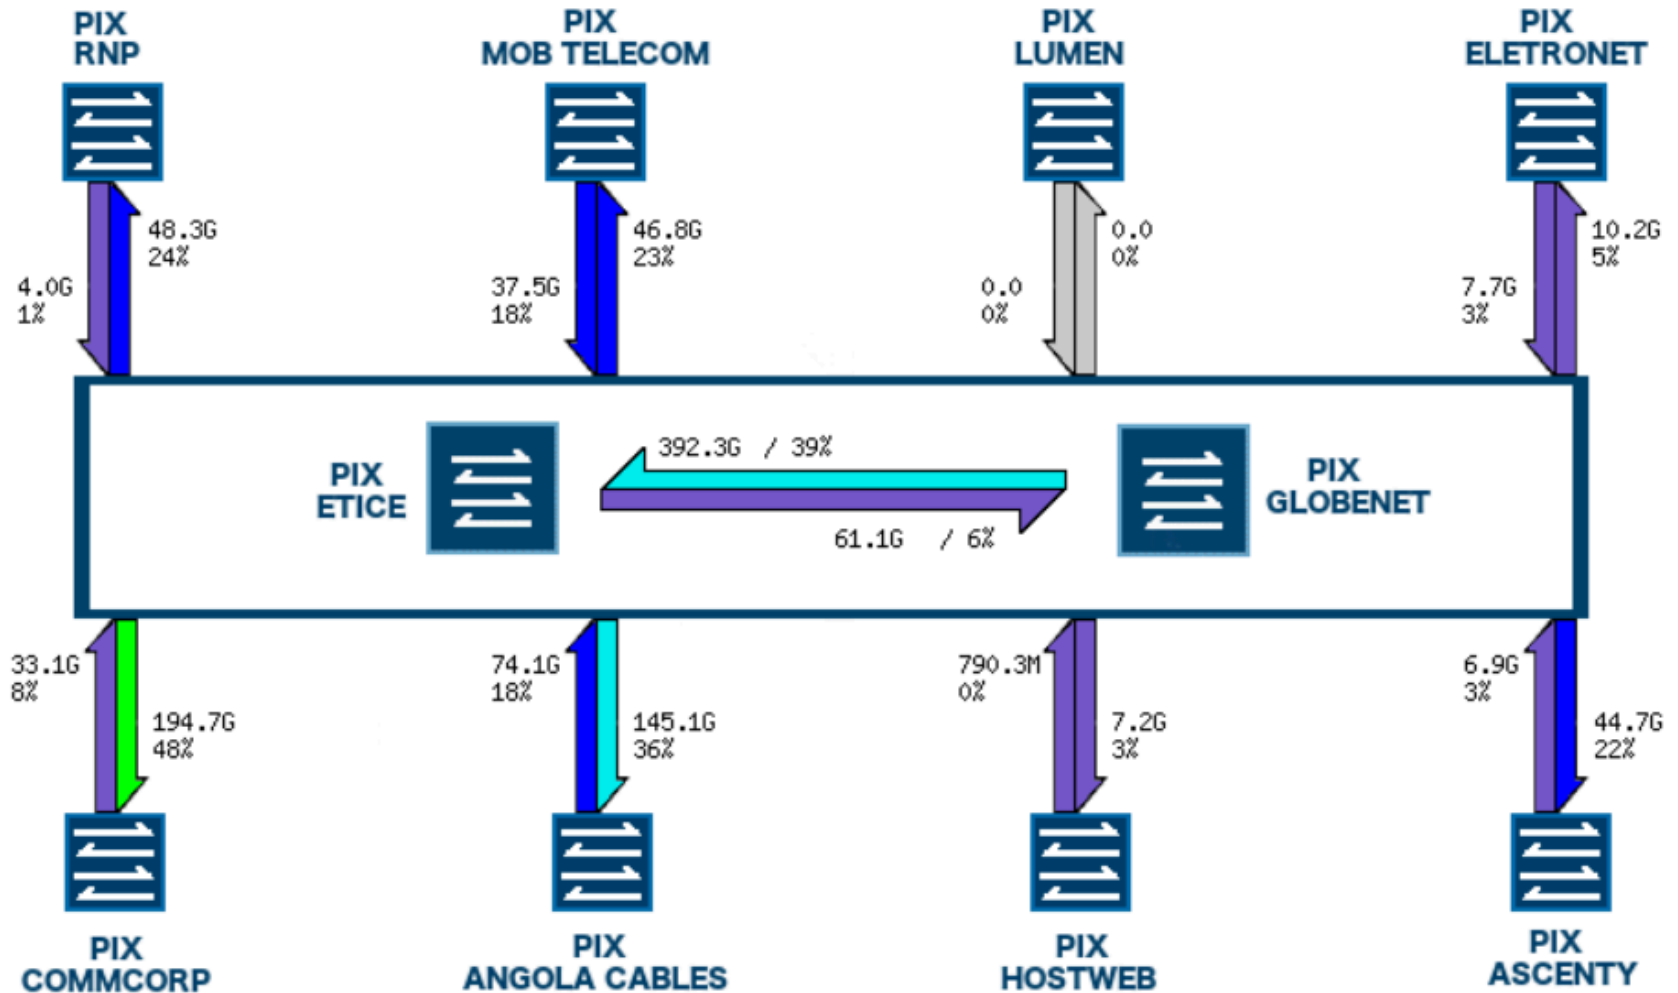 PIX
RNP
PIX
MOB TELECOM
PIX
LUMEN
PIX
ELETRONET
48.3G
24%
4.0G
1%
46.8G
23%
37.5G
18%
0.0
0%
0.0
0%
10.2G
5%
7.7G
3%
PIX
ETICE
392.3G / 39%
61.1G / 6%
PIX
GLOBENET
33.1G
8%
194.7G
48%
74.1G
18%
145.1G
36%
790.3M
0%
7.2G
3%
6.9G
3%
44.7G
22%
PIX
COMMCORP
PIX
ANGOLA CABLES
PIX
HOSTWEB
PIX
ASCENTY